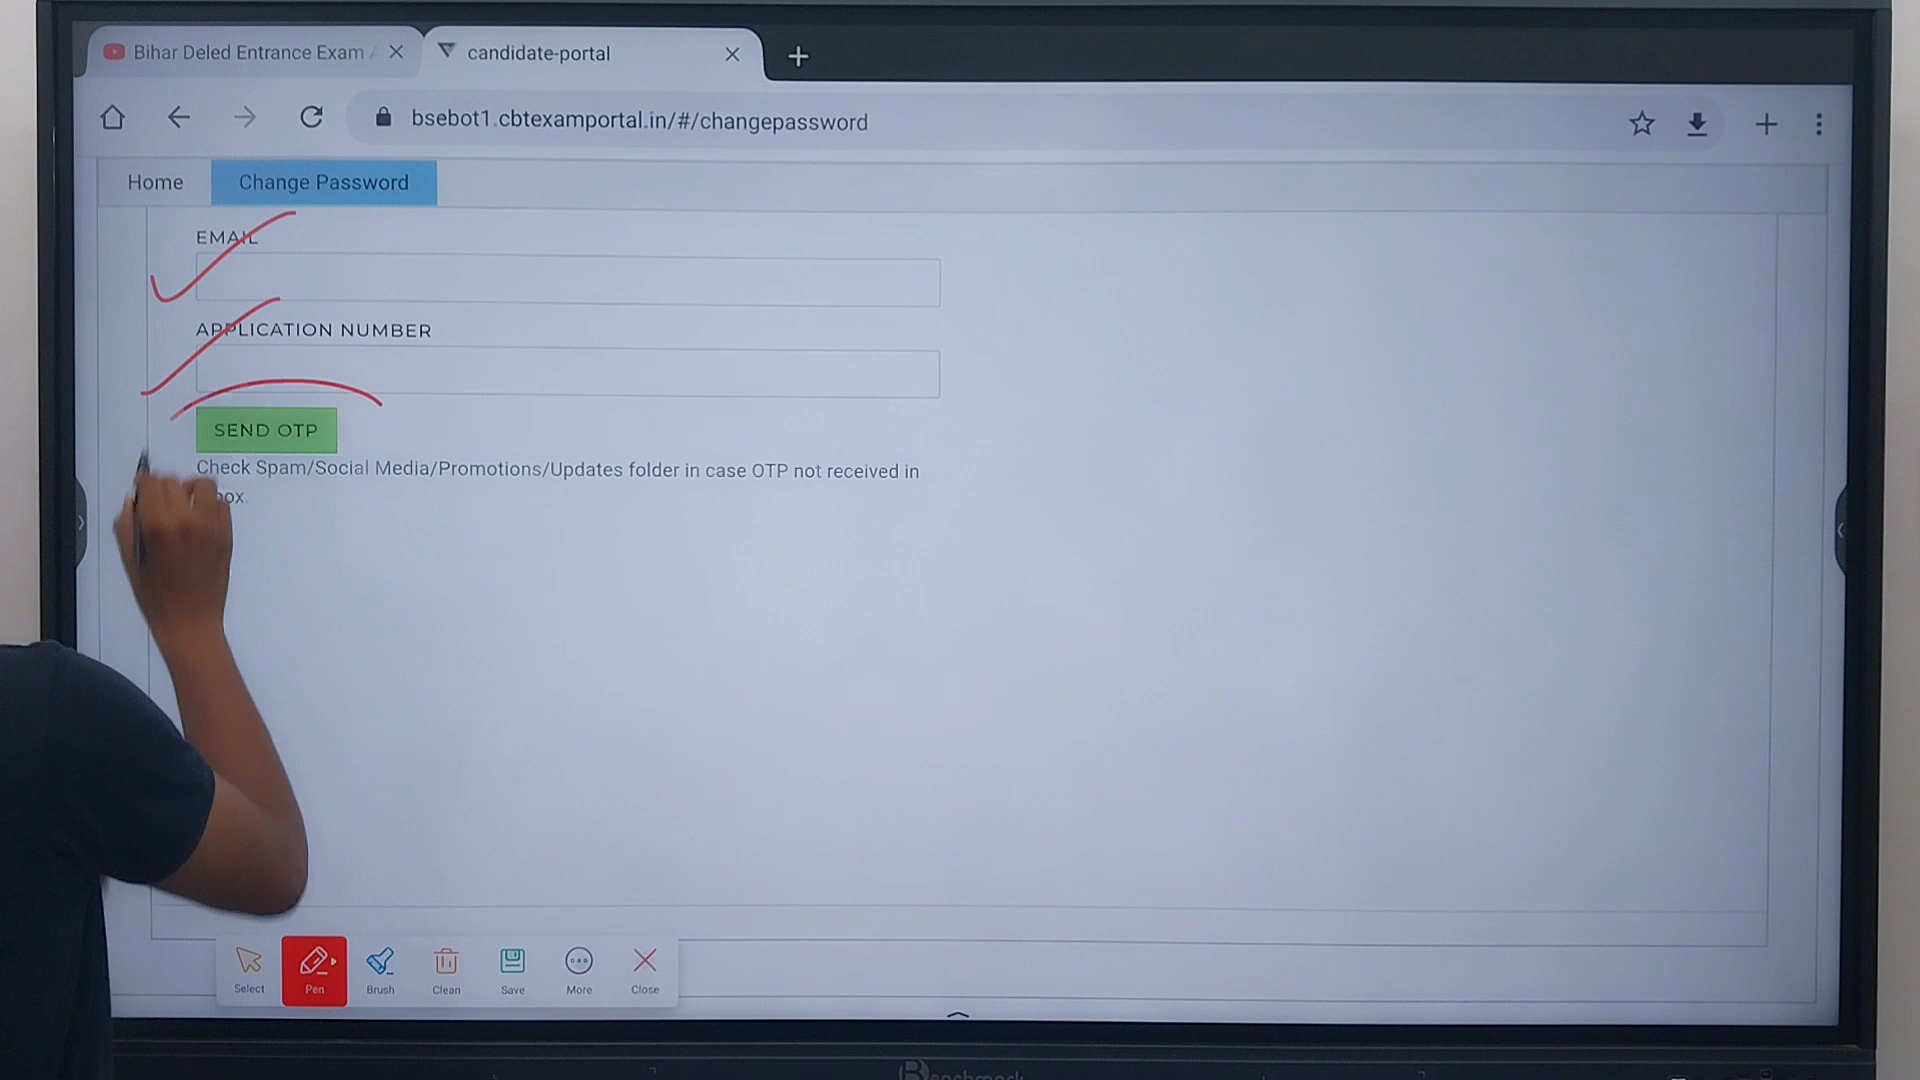 Bihar Deled Entrance Exam
candidate-portal
bsebot1.cbtexamportal.in/#/changepassword
Home
Change Password
EMAIL
APPLICATION NUMBER
SEND OTP
Check Spam/Social Media/Promotions/Updates folder in case OTP not received in
box.
Select
Pen
Brush
Clean
Save
More
Close